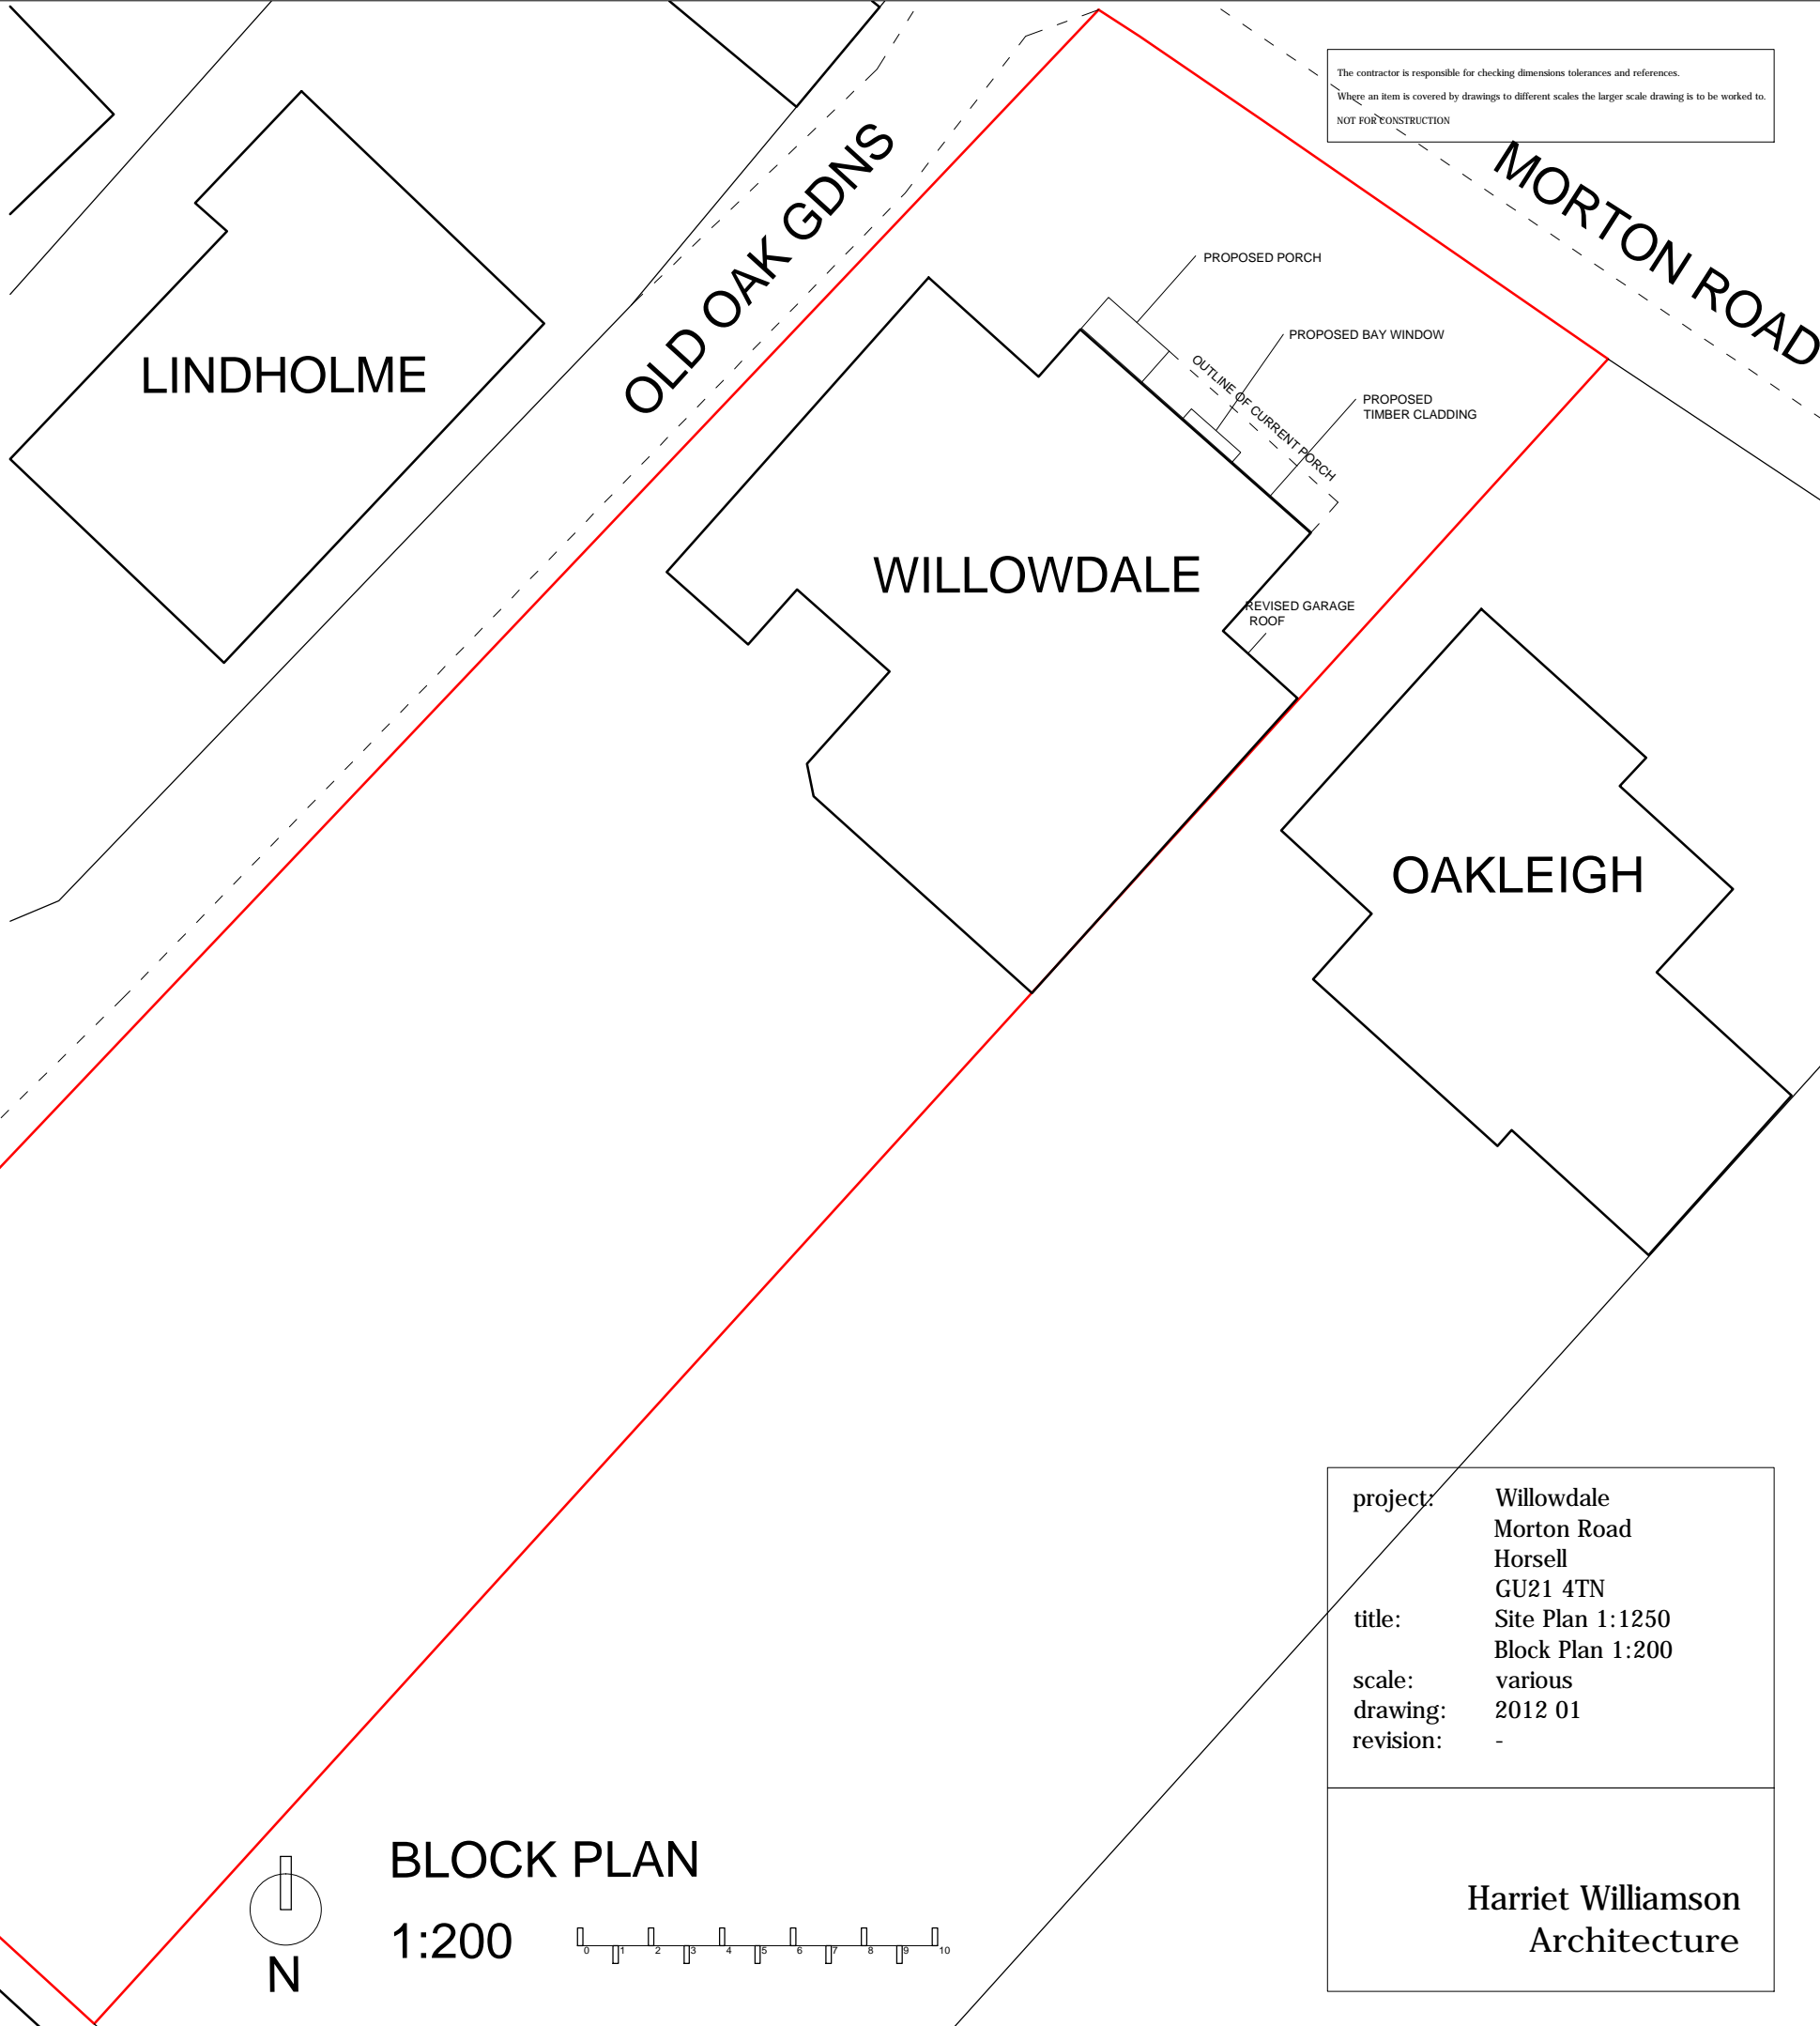 The contractor is responsible for checking dimensions tolerances and references.
Where an item is covered by drawings to different scales the larger scale drawing is to be worked to.
NOT FOR CONSTRUCTION
MORTON ROAD
OLD OAK GDNS
LINDHOLME
PROPOSED PORCH
PROPOSED BAY WINDOW
OUTLINE OF CURRENT PORCH
PROPOSED
TIMBER CLADDING
WILLOWDALE
REVISED GARAGE
ROOF
OAKLEIGH
project: Willowdale
Morton Road
Horsell
GU21 4TN
title: Site Plan 1:1250
Block Plan 1:200
scale: various
drawing: 2012 01
revision: -
Harriet Williamson
Architecture
BLOCK PLAN
1:200
0 1 2 3 4 5 6 7 8 9 10
N